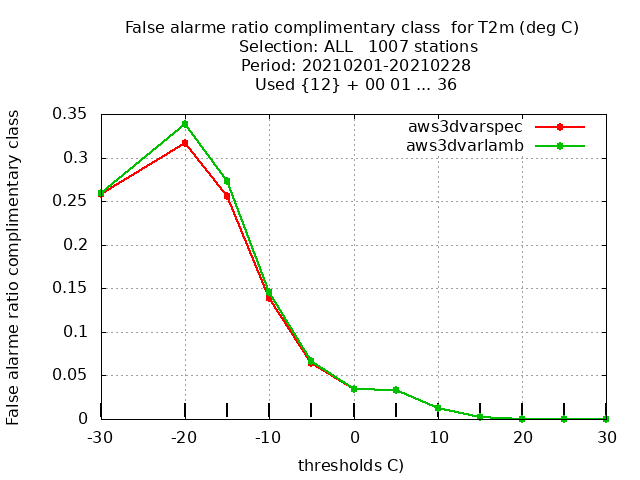 False alarme ratio complimentary class  for T2m (deg C)
Selection: ALL   1007 stations
Period: 20210201-20210228
Used {12} + 00 01 ... 36
False alarme ratio complimentary class
aws3dvarspec
aws3dvarlamb
0.35
0.3
0.25
0.2
0.15
0.1
0.05
0
-30 -20 -10 0 10 20 30
thresholds C)